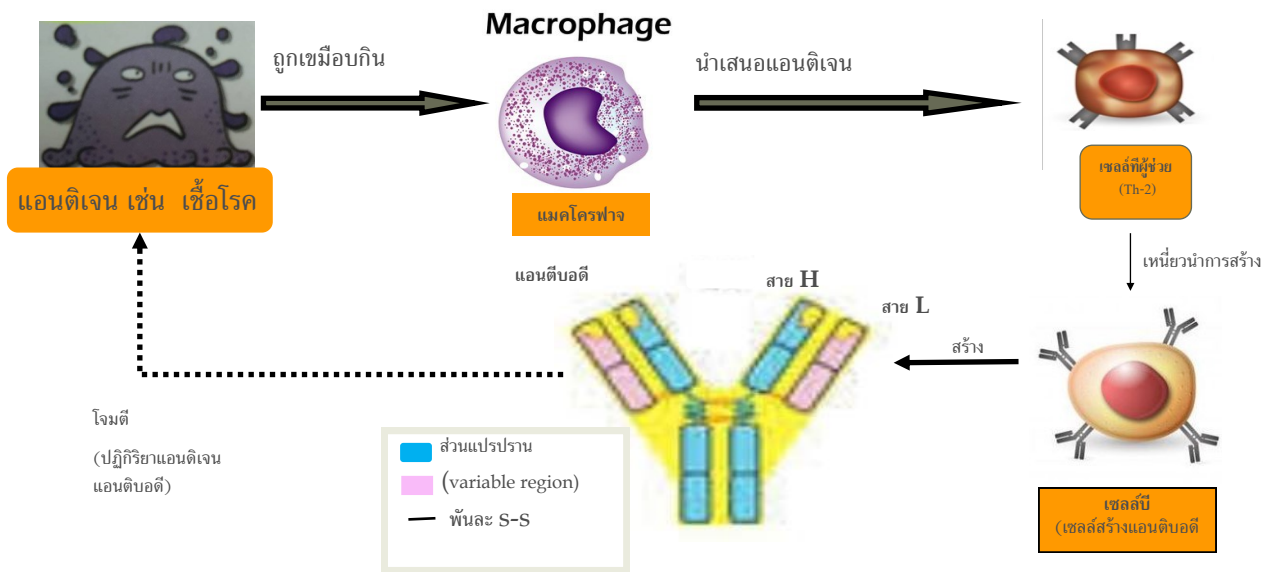 Macrophage
ถูกเขมือบกิน
นำเสนอแอนติเจน
แอนติเจน เช่น เชื้อโรค
แมคโครฟาจ
เซลล์ทีผู้ช่วย
(Th-2)
เหนี่ยวนำการสร้าง
แอนตีบอดี
สาย H
สาย L
สร้าง
โจมตี
(ปฏิกิริยาแอนดิเจน
แอนติบอดี)
ส่วนแปรปราน
(variable region)
พันละ S-S
เซลล์บี
(เซลล์สร้างแอนติบอดี